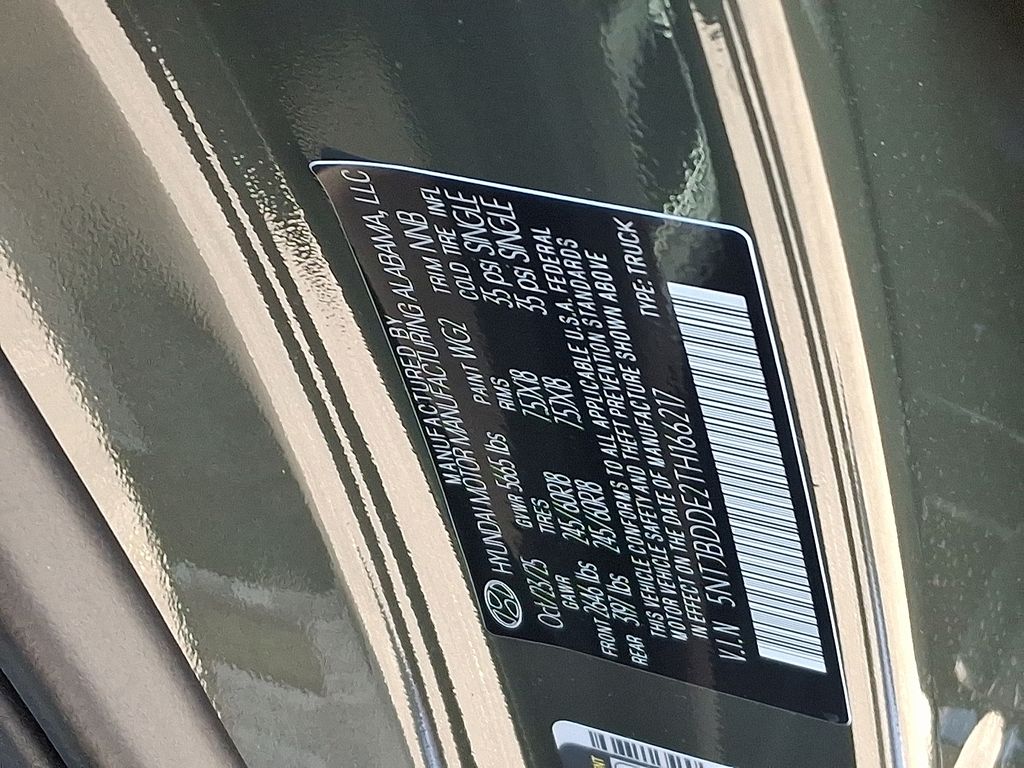 MANUFACTURED BY
HYUNDAI MOTOR MANUFACTURING ALABAMA, LLC
Oct/23/25 GVWR 5665 lbs PAINT WG2 TRIM NNB
GAWR TIRES RIMS COLD TIRE INFL
FRONT 2840 lbs 245/60R18 7.5JX18 35 psi SINGLE
REAR 3197 lbs 245/60R18 7.5JX18 35 psi SINGLE
THIS VEHICLE CONFORMS TO ALL APPLICABLE U.S.A. FEDERAL
MOTOR VEHICLE SAFETY AND THEFT PREVENTION STANDARDS
IN EFFECT ON THE DATE OF MANUFACTURE SHOWN ABOVE
V.I.N 5NTJBDDE2TH166217 TYPE: TRUCK